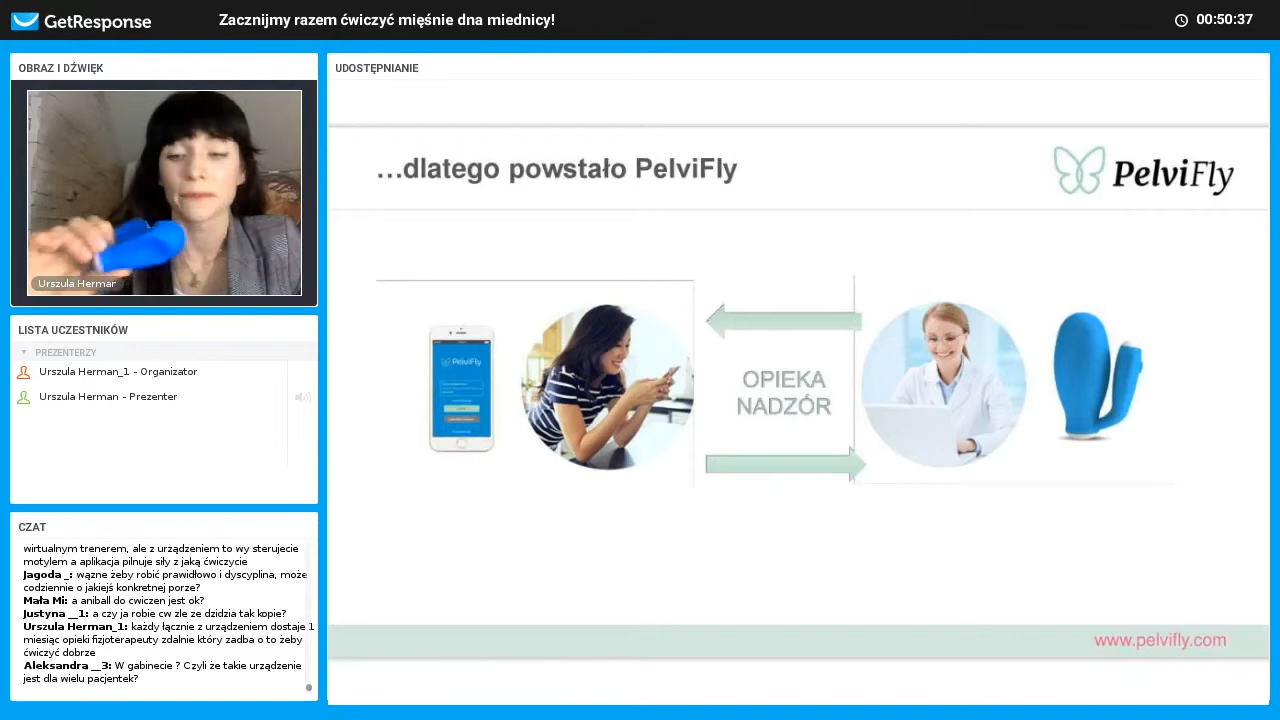 GetResponse
Zacznijmy razem ćwiczyć mięśnie dna miednicy!
00:50:37
OBRAZ I DŹWIĘK
Urszula Herman
LISTA UCZESTNIKÓW
PREZENTERZY
Urszula Herman_1 - Organizator
Urszula Herman - Prezenter
CZAT
wirtualnym trenerem, ale z urządzeniem to wy sterujecie
motylem a aplikacja pilnuje siły z jaką ćwiczycie
Jagoda _: wązne żeby robić prawidłowo i dyscyplina, może
codziennie o jakiejś konkretnej porze?
Mała Mi: a aniball do cwiczen jest ok?
Justyna __1: a czy ja robie cw zle ze dzidzia tak kopie?
Urszula Herman_1: każdy łącznie z urządzeniem dostaje 1
miesiąc opieki fizjoterapeuty zdalnie który zadba o to żeby
ćwiczyć dobrze
Aleksandra __3: W gabinecie ? Czyli że takie urządzenie
jest dla wielu pacjentek?
UDOSTĘPNIANIE
...dlatego powstało PelviFly
PelviFly
PelviFly
OPIEKA
NADZÓR
www.pelvifly.com